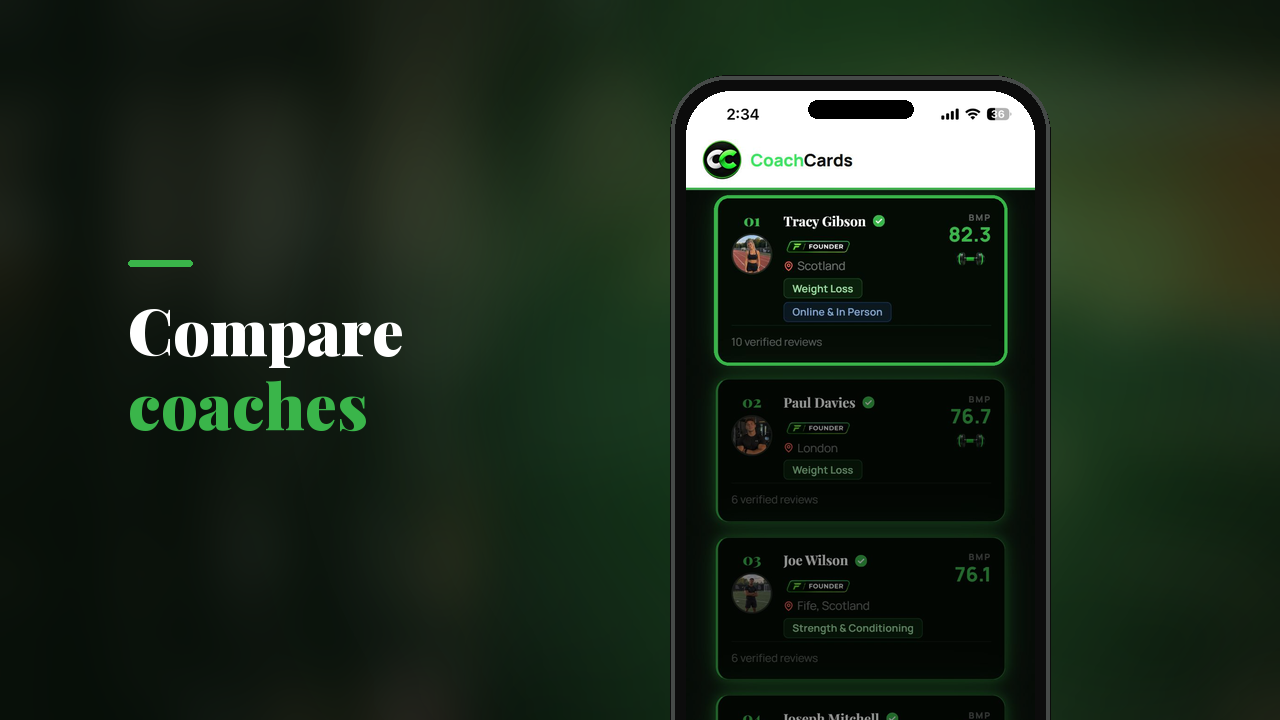 Compare
coaches
2:34
36
CC
CoachCards
01
Tracy Gibson
BMP
82.3
FOUNDER
Scotland
Weight Loss
Online & In Person
10 verified reviews
02
Paul Davies
BMP
76.7
FOUNDER
London
Weight Loss
6 verified reviews
03
Joe Wilson
BMP
76.1
FOUNDER
Fife, Scotland
Strength & Conditioning
6 verified reviews
04
Joseph Mitchell
BMP